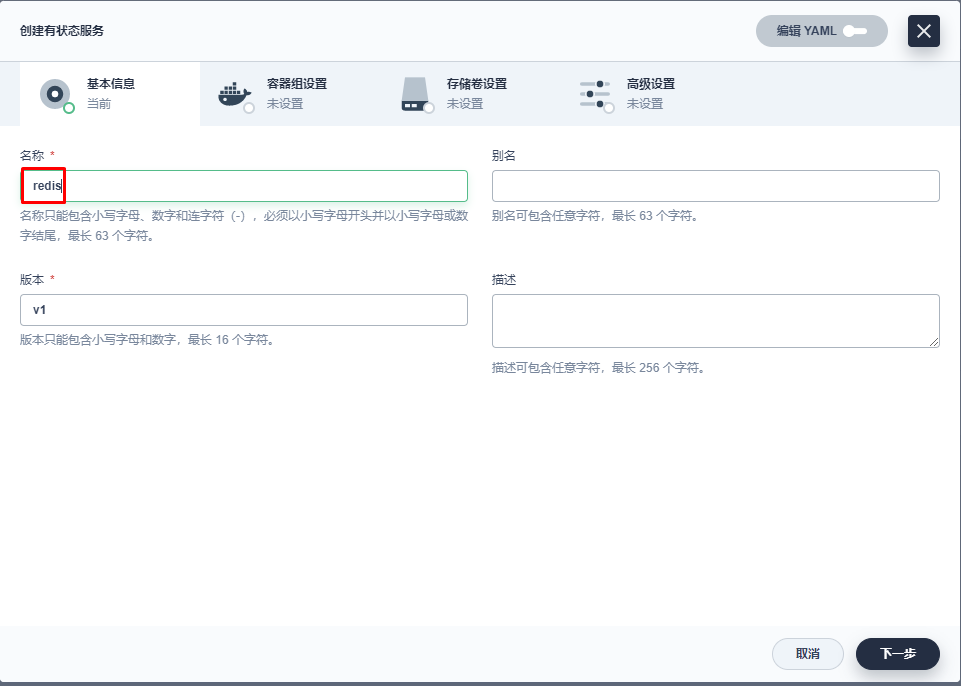 创建有状态服务
编辑 YAML
基本信息
当前
容器组设置
未设置
存储卷设置
未设置
高级设置
未设置
名称 *
redis
名称只能包含小写字母、数字和连字符（-），必须以小写字母开头并以小写字母或数
字结尾，最长 63 个字符。
别名
别名可包含任意字符，最长 63 个字符。
版本 *
v1
版本只能包含小写字母和数字，最长 16 个字符。
描述
描述可包含任意字符，最长 256 个字符。
取消
下一步